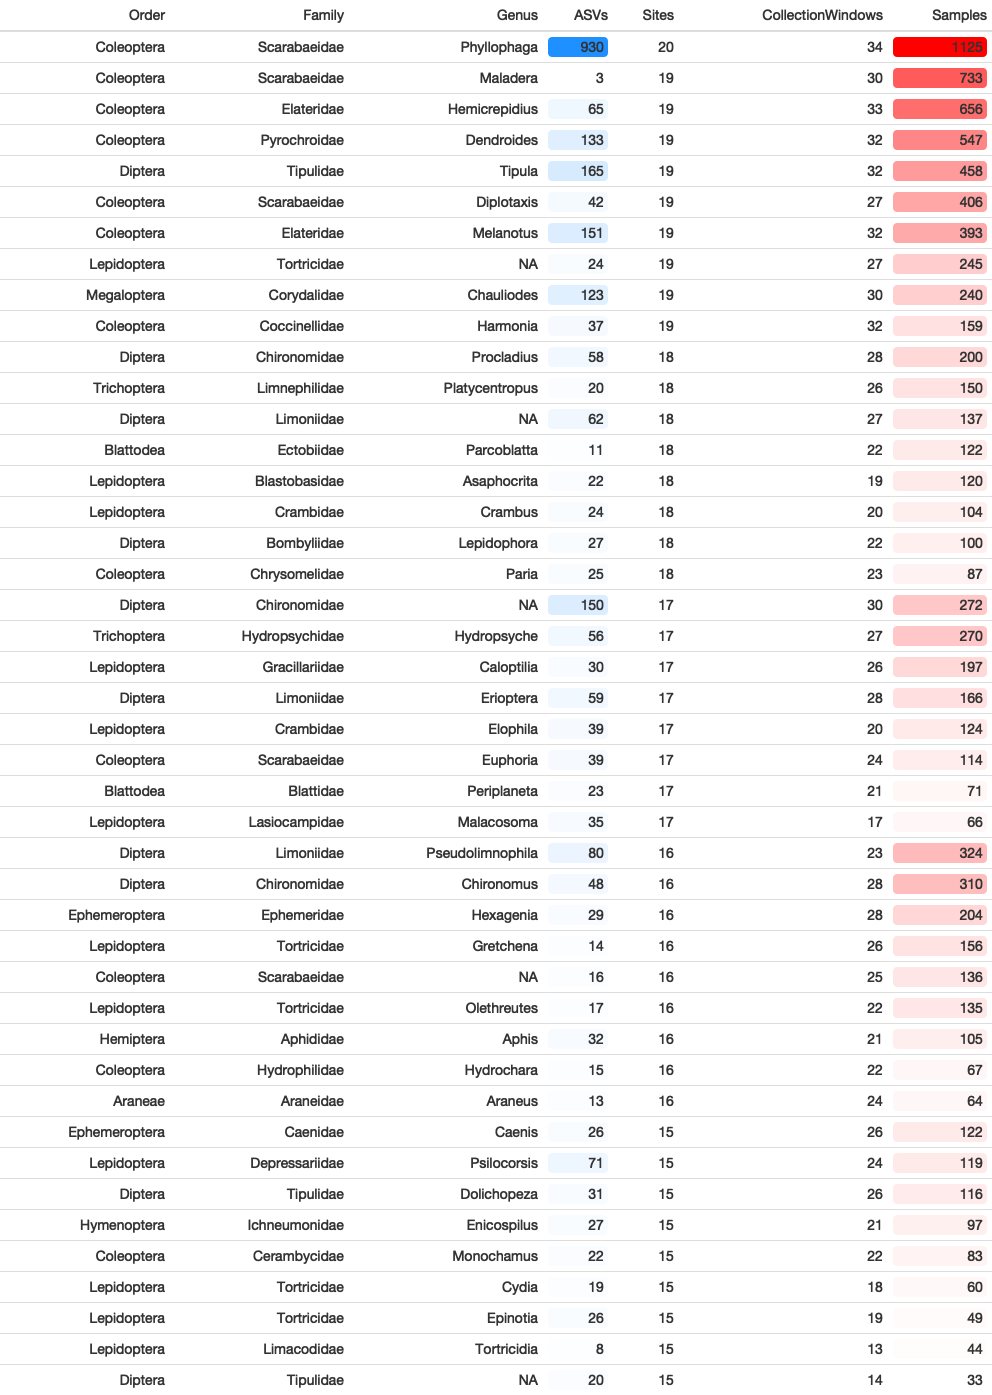 Order Family Genus ASVs Sites CollectionWindows Samples
Coleoptera Scarabaeidae Phyllophaga 930 20 34 1125
Coleoptera Scarabaeidae Maladera 3 19 30 733
Coleoptera Elateridae Hemicrepidius 65 19 33 656
Coleoptera Pyrochroidae Dendroides 133 19 32 547
Diptera Tipulidae Tipula 165 19 32 458
Coleoptera Scarabaeidae Diplotaxis 42 19 27 406
Coleoptera Elateridae Melanotus 151 19 32 393
Lepidoptera Tortricidae NA 24 19 27 245
Megaloptera Corydalidae Chauliodes 123 19 30 240
Coleoptera Coccinellidae Harmonia 37 19 32 159
Diptera Chironomidae Procladius 58 18 28 200
Trichoptera Limnephilidae Platycentropus 20 18 26 150
Diptera Limoniidae NA 62 18 27 137
Blattodea Ectobiidae Parcoblatta 11 18 22 122
Lepidoptera Blastobasidae Asaphocrita 22 18 19 120
Lepidoptera Crambidae Crambus 24 18 20 104
Diptera Bombyliidae Lepidophora 27 18 22 100
Coleoptera Chrysomelidae Paria 25 18 23 87
Diptera Chironomidae NA 150 17 30 272
Trichoptera Hydropsychidae Hydropsyche 56 17 27 270
Lepidoptera Gracillariidae Caloptilia 30 17 26 197
Diptera Limoniidae Erioptera 59 17 28 166
Lepidoptera Crambidae Elophila 39 17 20 124
Coleoptera Scarabaeidae Euphoria 39 17 24 114
Blattodea Blattidae Periplaneta 23 17 21 71
Lepidoptera Lasiocampidae Malacosoma 35 17 17 66
Diptera Limoniidae Pseudolimnophila 80 16 23 324
Diptera Chironomidae Chironomus 48 16 28 310
Ephemeroptera Ephemeridae Hexagenia 29 16 28 204
Lepidoptera Tortricidae Gretchena 14 16 26 156
Coleoptera Scarabaeidae NA 16 16 25 136
Lepidoptera Tortricidae Olethreutes 17 16 22 135
Hemiptera Aphididae Aphis 32 16 21 105
Coleoptera Hydrophilidae Hydrochara 15 16 22 67
Araneae Araneidae Araneus 13 16 24 64
Ephemeroptera Caenidae Caenis 26 15 26 122
Lepidoptera Depressariidae Psilocorsis 71 15 24 119
Diptera Tipulidae Dolichopeza 31 15 26 116
Hymenoptera Ichneumonidae Enicospilus 27 15 21 97
Coleoptera Cerambycidae Monochamus 22 15 22 83
Lepidoptera Tortricidae Cydia 19 15 18 60
Lepidoptera Tortricidae Epinotia 26 15 19 49
Lepidoptera Limacodidae Tortricidia 8 15 13 44
Diptera Tipulidae NA 20 15 14 33